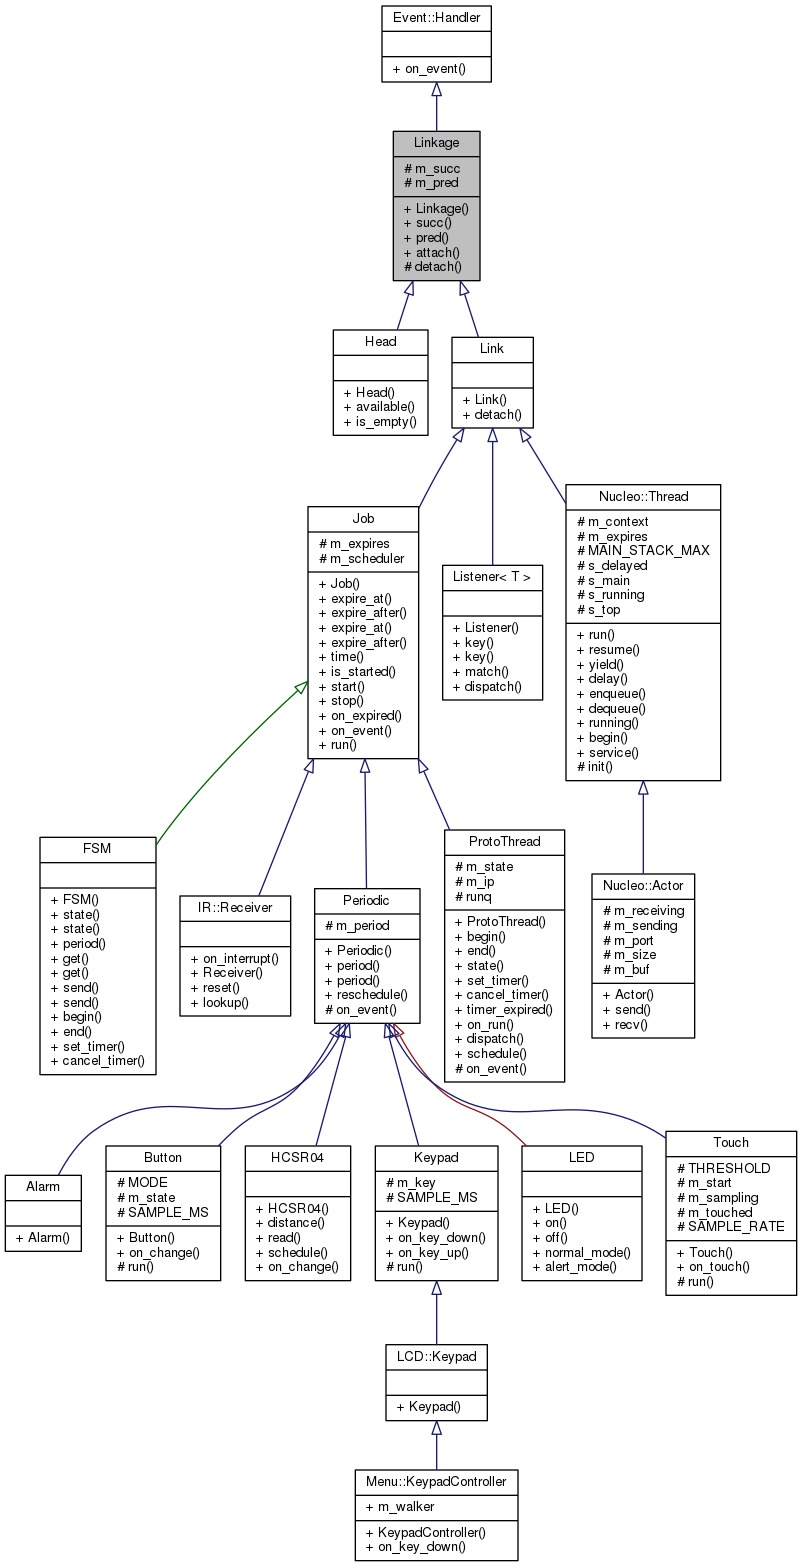 Event::Handler
+ on_event()
Linkage
# m_succ
# m_pred
+ Linkage()
+ succ()
+ pred()
+ attach()
# detach()
Head
+ Head()
+ available()
+ is_empty()
Link
+ Link()
+ detach()
Job
# m_expires
# m_scheduler
+ Job()
+ expire_at()
+ expire_after()
+ expire_at()
+ expire_after()
+ time()
+ is_started()
+ start()
+ stop()
+ on_expired()
+ on_event()
+ run()
Listener< T >
+ Listener()
+ key()
+ key()
+ match()
+ dispatch()
Nucleo::Thread
# m_context
# m_expires
# MAIN_STACK_MAX
# s_delayed
# s_main
# s_running
# s_top
+ run()
+ resume()
+ yield()
+ delay()
+ enqueue()
+ dequeue()
+ running()
+ begin()
+ service()
# init()
FSM
+ FSM()
+ state()
+ state()
+ period()
+ get()
+ get()
+ send()
+ send()
+ begin()
+ end()
+ set_timer()
+ cancel_timer()
IR::Receiver
+ on_interrupt()
+ Receiver()
+ reset()
+ lookup()
Periodic
# m_period
+ Periodic()
+ period()
+ period()
+ reschedule()
# on_event()
ProtoThread
# m_state
# m_ip
# runq
+ ProtoThread()
+ begin()
+ end()
+ state()
+ set_timer()
+ cancel_timer()
+ timer_expired()
+ on_run()
+ dispatch()
+ schedule()
# on_event()
Nucleo::Actor
# m_receiving
# m_sending
# m_port
# m_size
# m_buf
+ Actor()
+ send()
+ recv()
Alarm
+ Alarm()
Button
# MODE
# m_state
# SAMPLE_MS
+ Button()
+ on_change()
# run()
HCSR04
+ HCSR04()
+ distance()
+ read()
+ schedule()
+ on_change()
Keypad
# m_key
# SAMPLE_MS
+ Keypad()
+ on_key_down()
+ on_key_up()
# run()
LED
+ LED()
+ on()
+ off()
+ normal_mode()
+ alert_mode()
Touch
# THRESHOLD
# m_start
# m_sampling
# m_touched
# SAMPLE_RATE
+ Touch()
+ on_touch()
# run()
LCD::Keypad
+ Keypad()
Menu::KeypadController
+ m_walker
+ KeypadController()
+ on_key_down()